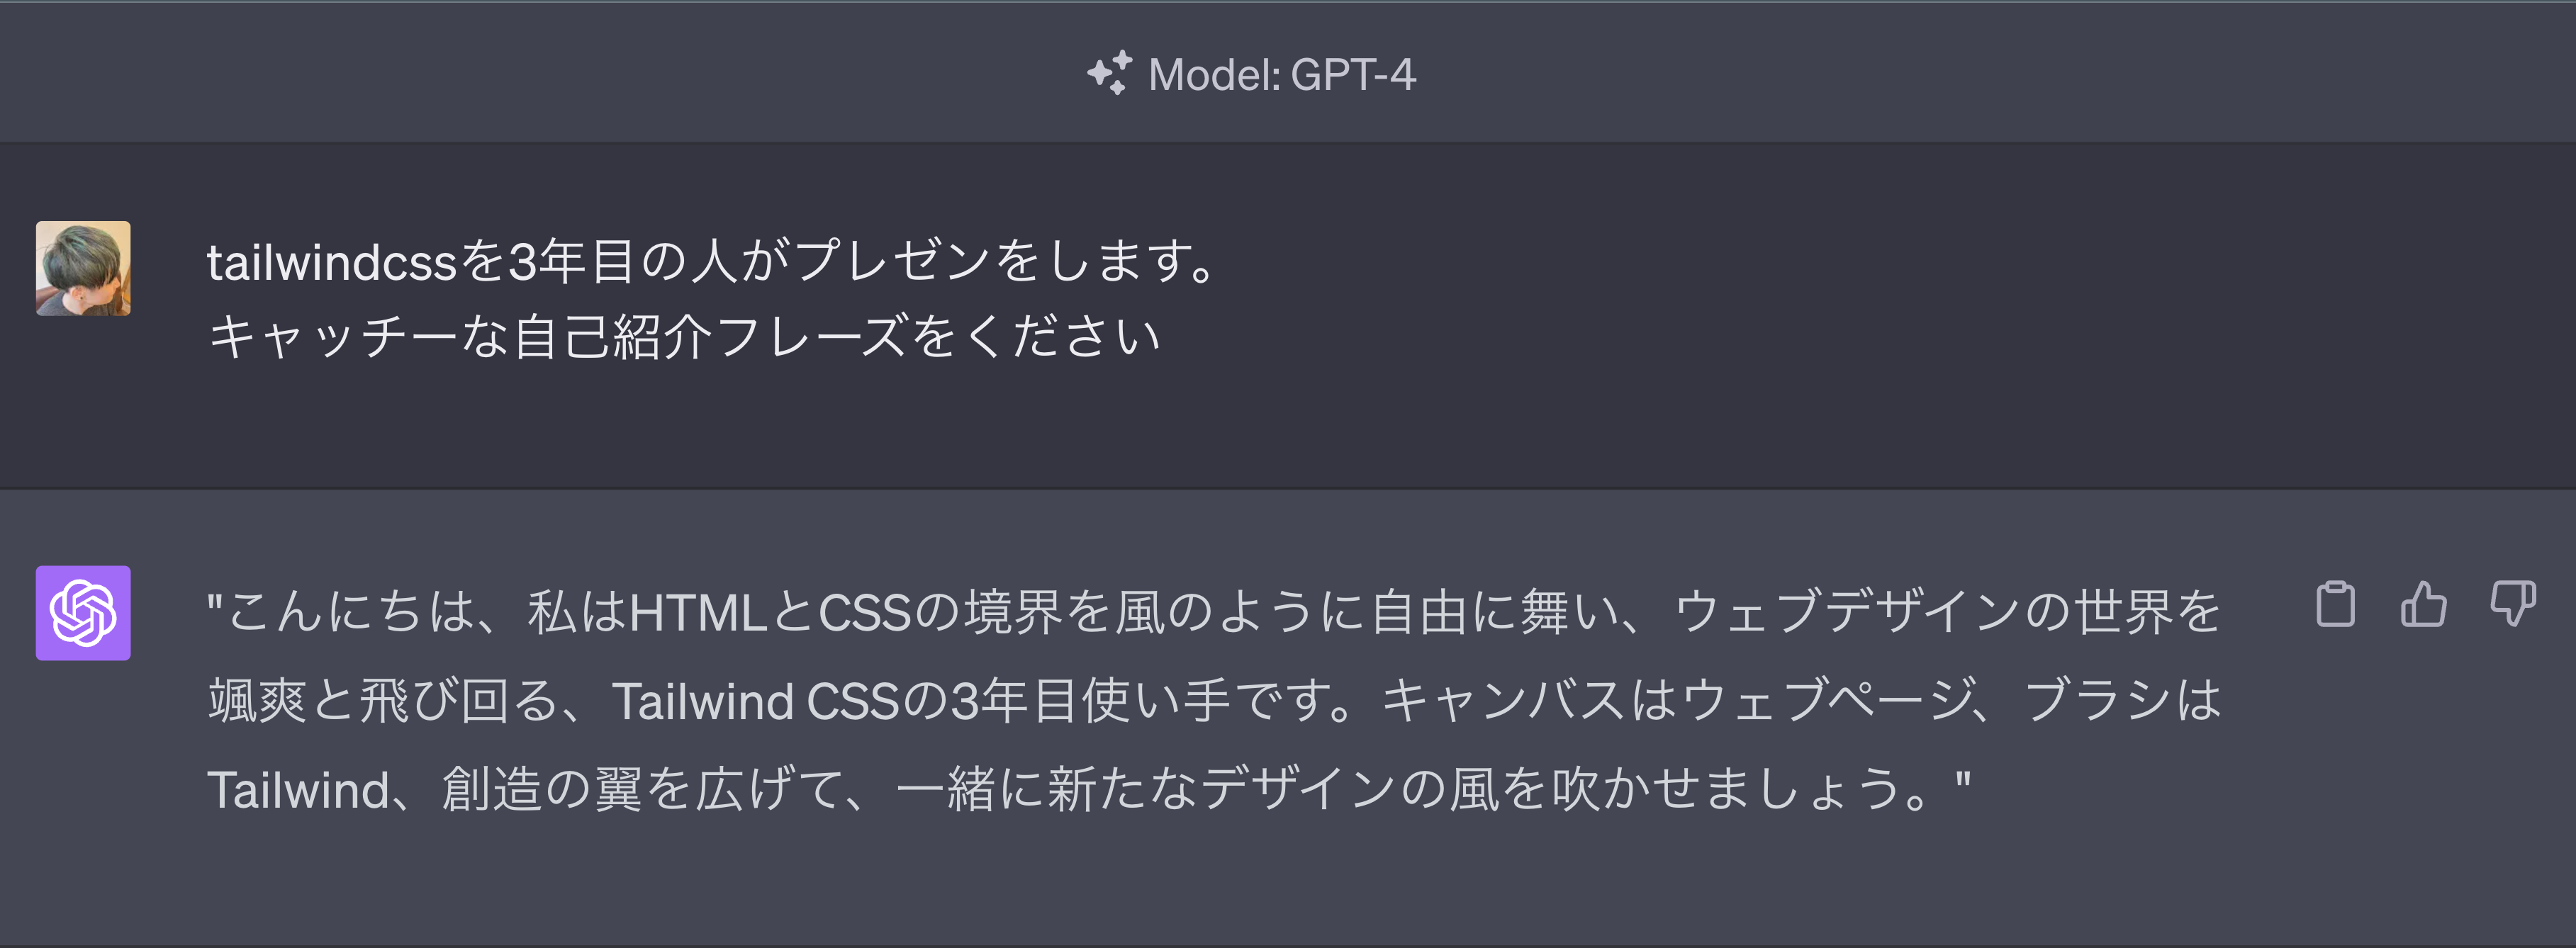 Model: GPT-4
tailwindcssを3年目の人がプレゼンをします。
キャッチーな自己紹介フレーズをください
"こんにちは、私はHTMLとCSSの境界を風のように自由に舞い、ウェブデザインの世界を
颯爽と飛び回る、Tailwind CSSの3年目使い手です。キャンバスはウェブページ、ブラシは
Tailwind、創造の翼を広げて、一緒に新たなデザインの風を吹かせましょう。"